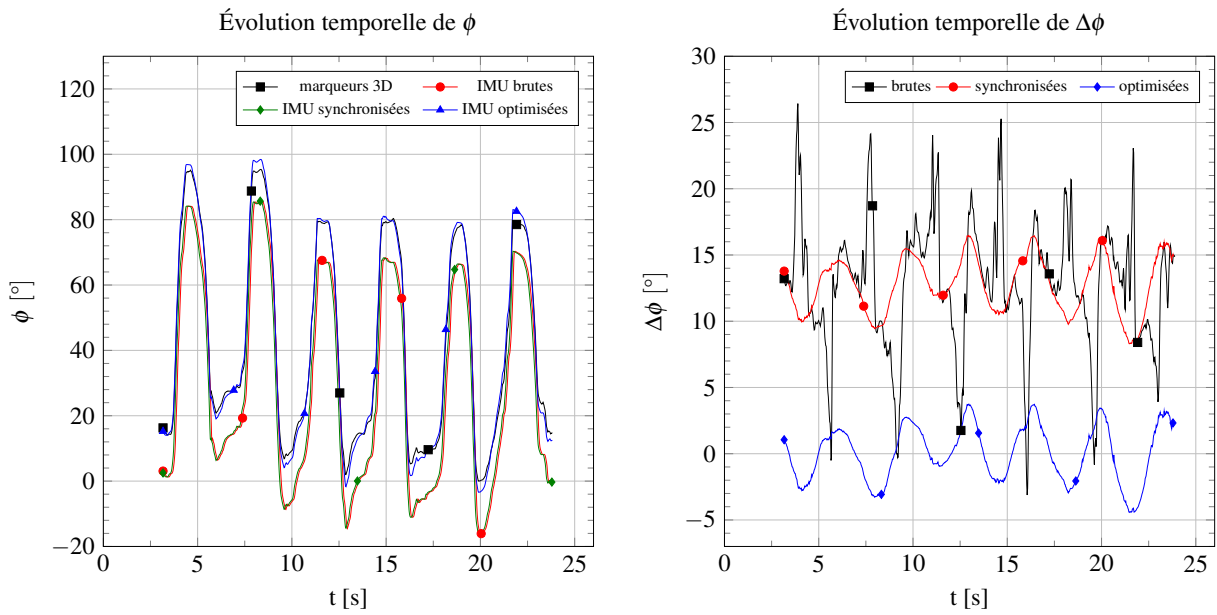 Évolution temporelle de ϕ
130
120
100
80
60
40
20
0
−20
0 5 10 15 20 25
ϕ [°]
t [s]
marqueurs 3D
IMU brutes
IMU synchronisées
IMU optimisées
Évolution temporelle de Δϕ
30
25
20
15
10
5
0
−5
0 5 10 15 20 25
Δϕ [°]
t [s]
brutes
synchronisées
optimisées